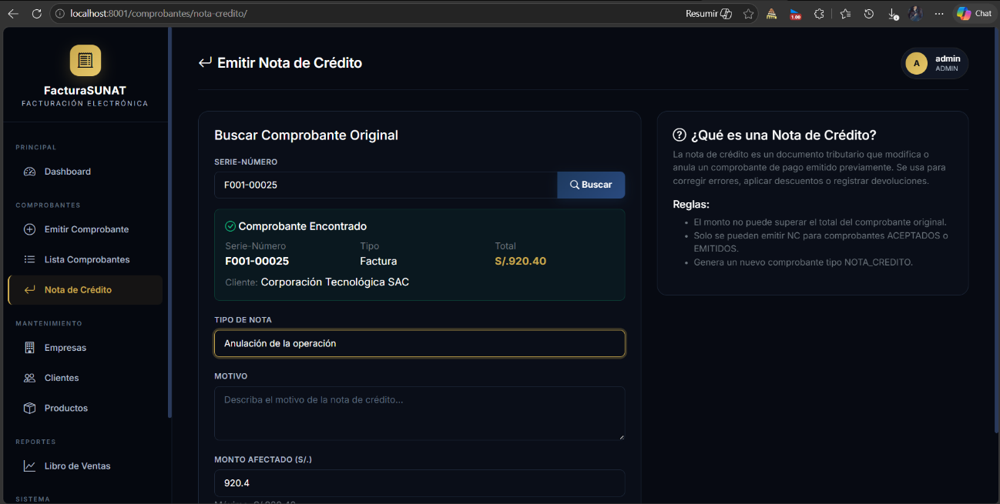 localhost:8001/comprobantes/nota-credito/
Resumir
1.00
Chat
FacturaSUNAT
FACTURACIÓN ELECTRÓNICA
PRINCIPAL
Dashboard
COMPROBANTES
Emitir Comprobante
Lista Comprobantes
Nota de Crédito
MANTENIMIENTO
Empresas
Clientes
Productos
REPORTES
Libro de Ventas
SISTEMA
Emitir Nota de Crédito
A
admin
ADMIN
Buscar Comprobante Original
SERIE-NÚMERO
F001-00025
Buscar
Comprobante Encontrado
Serie-Número Tipo Total
F001-00025 Factura S/.920.40
Cliente: Corporación Tecnológica SAC
TIPO DE NOTA
Anulación de la operación
MOTIVO
Describa el motivo de la nota de crédito...
MONTO AFECTADO (S/.)
920.4
¿Qué es una Nota de Crédito?
La nota de crédito es un documento tributario que modifica o
anula un comprobante de pago emitido previamente. Se usa para
corregir errores, aplicar descuentos o registrar devoluciones.
Reglas:
• El monto no puede superar el total del comprobante original.
• Solo se pueden emitir NC para comprobantes ACEPTADOS o
EMITIDOS.
• Genera un nuevo comprobante tipo NOTA_CREDITO.